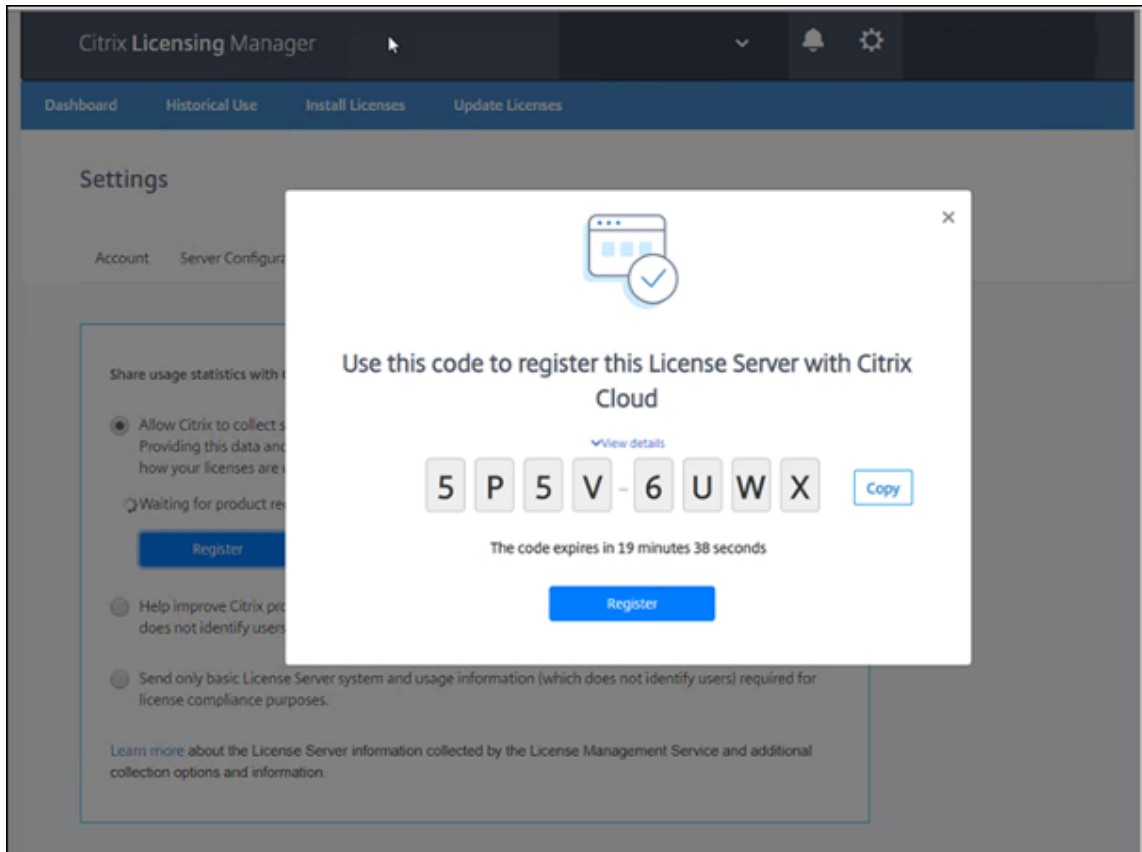 Citrix Licensing Manager
Dashboard Historical Use Install Licenses Update Licenses
Settings
Account Server
Share usage statistics with
Allow Citrix to collect
Providing this data and
how your licenses are
Waiting for product
Register
Help improve Citrix
does not identify users
Send only basic License Server system and usage information (which does not identify users) required for
license compliance purposes.
Learn more about the License Server information collected by the License Management Service and additional
collection options and information.
Use this code to register this License Server with Citrix
Cloud
View details
5 P 5 V - 6 U W X
Copy
The code expires in 19 minutes 38 seconds
Register